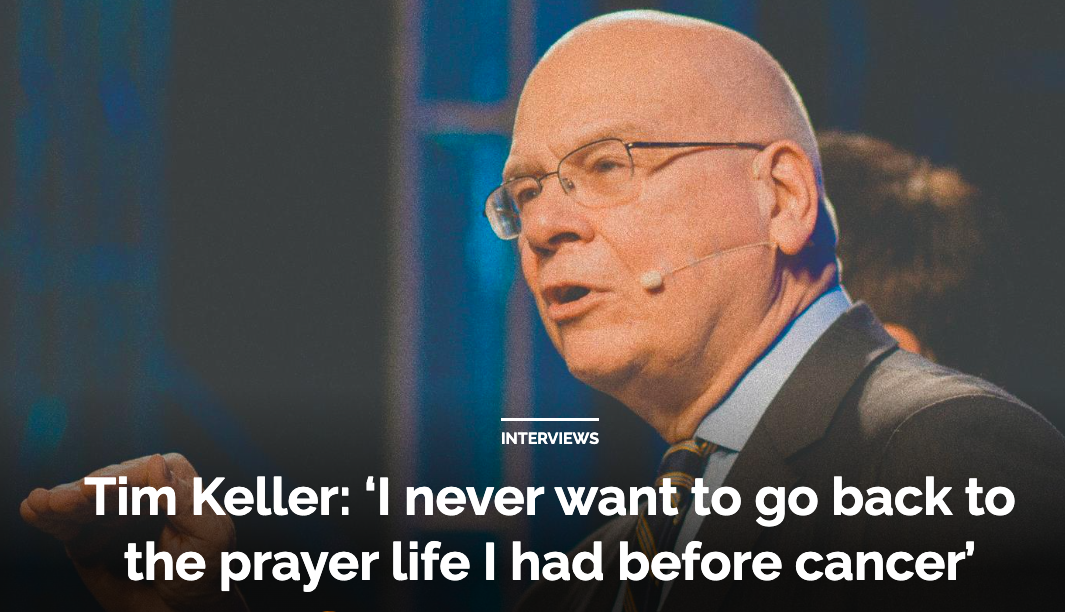 INTERVIEWS
Tim Keller: ‘I never want to go back to
the prayer life I had before cancer’